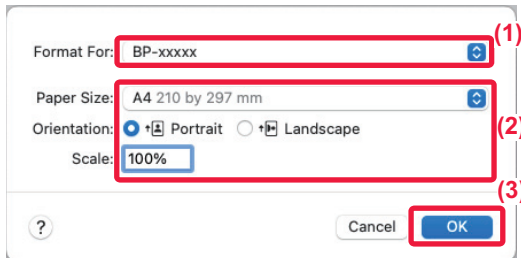 (1)
Format For: BP-xxxxx
Paper Size: A4 210 by 297 mm
Orientation: Portrait Landscape
(2)
Scale: 100%
(3)
? Cancel OK